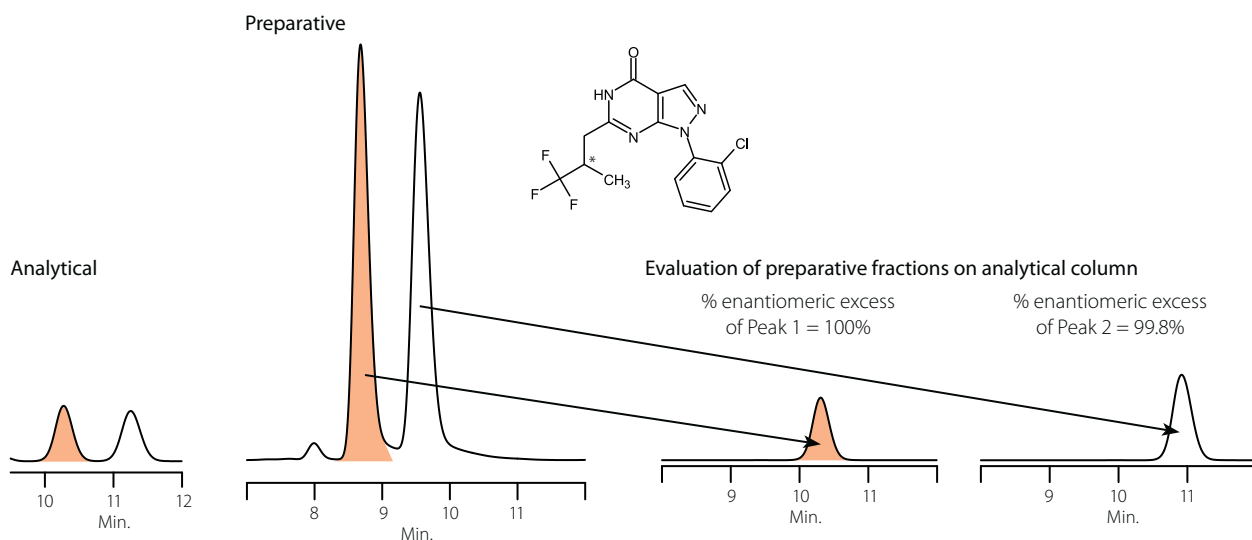 Preparative
O
HN
N
N
N
Cl
F
*
F
CH3
F
Analytical
Evaluation of preparative fractions on analytical column
% enantiomeric excess
of Peak 1 = 100%
% enantiomeric excess
of Peak 2 = 99.8%
10 11 12
Min.
8 9 10 11
Min.
9 10 11
Min.
9 10 11
Min.